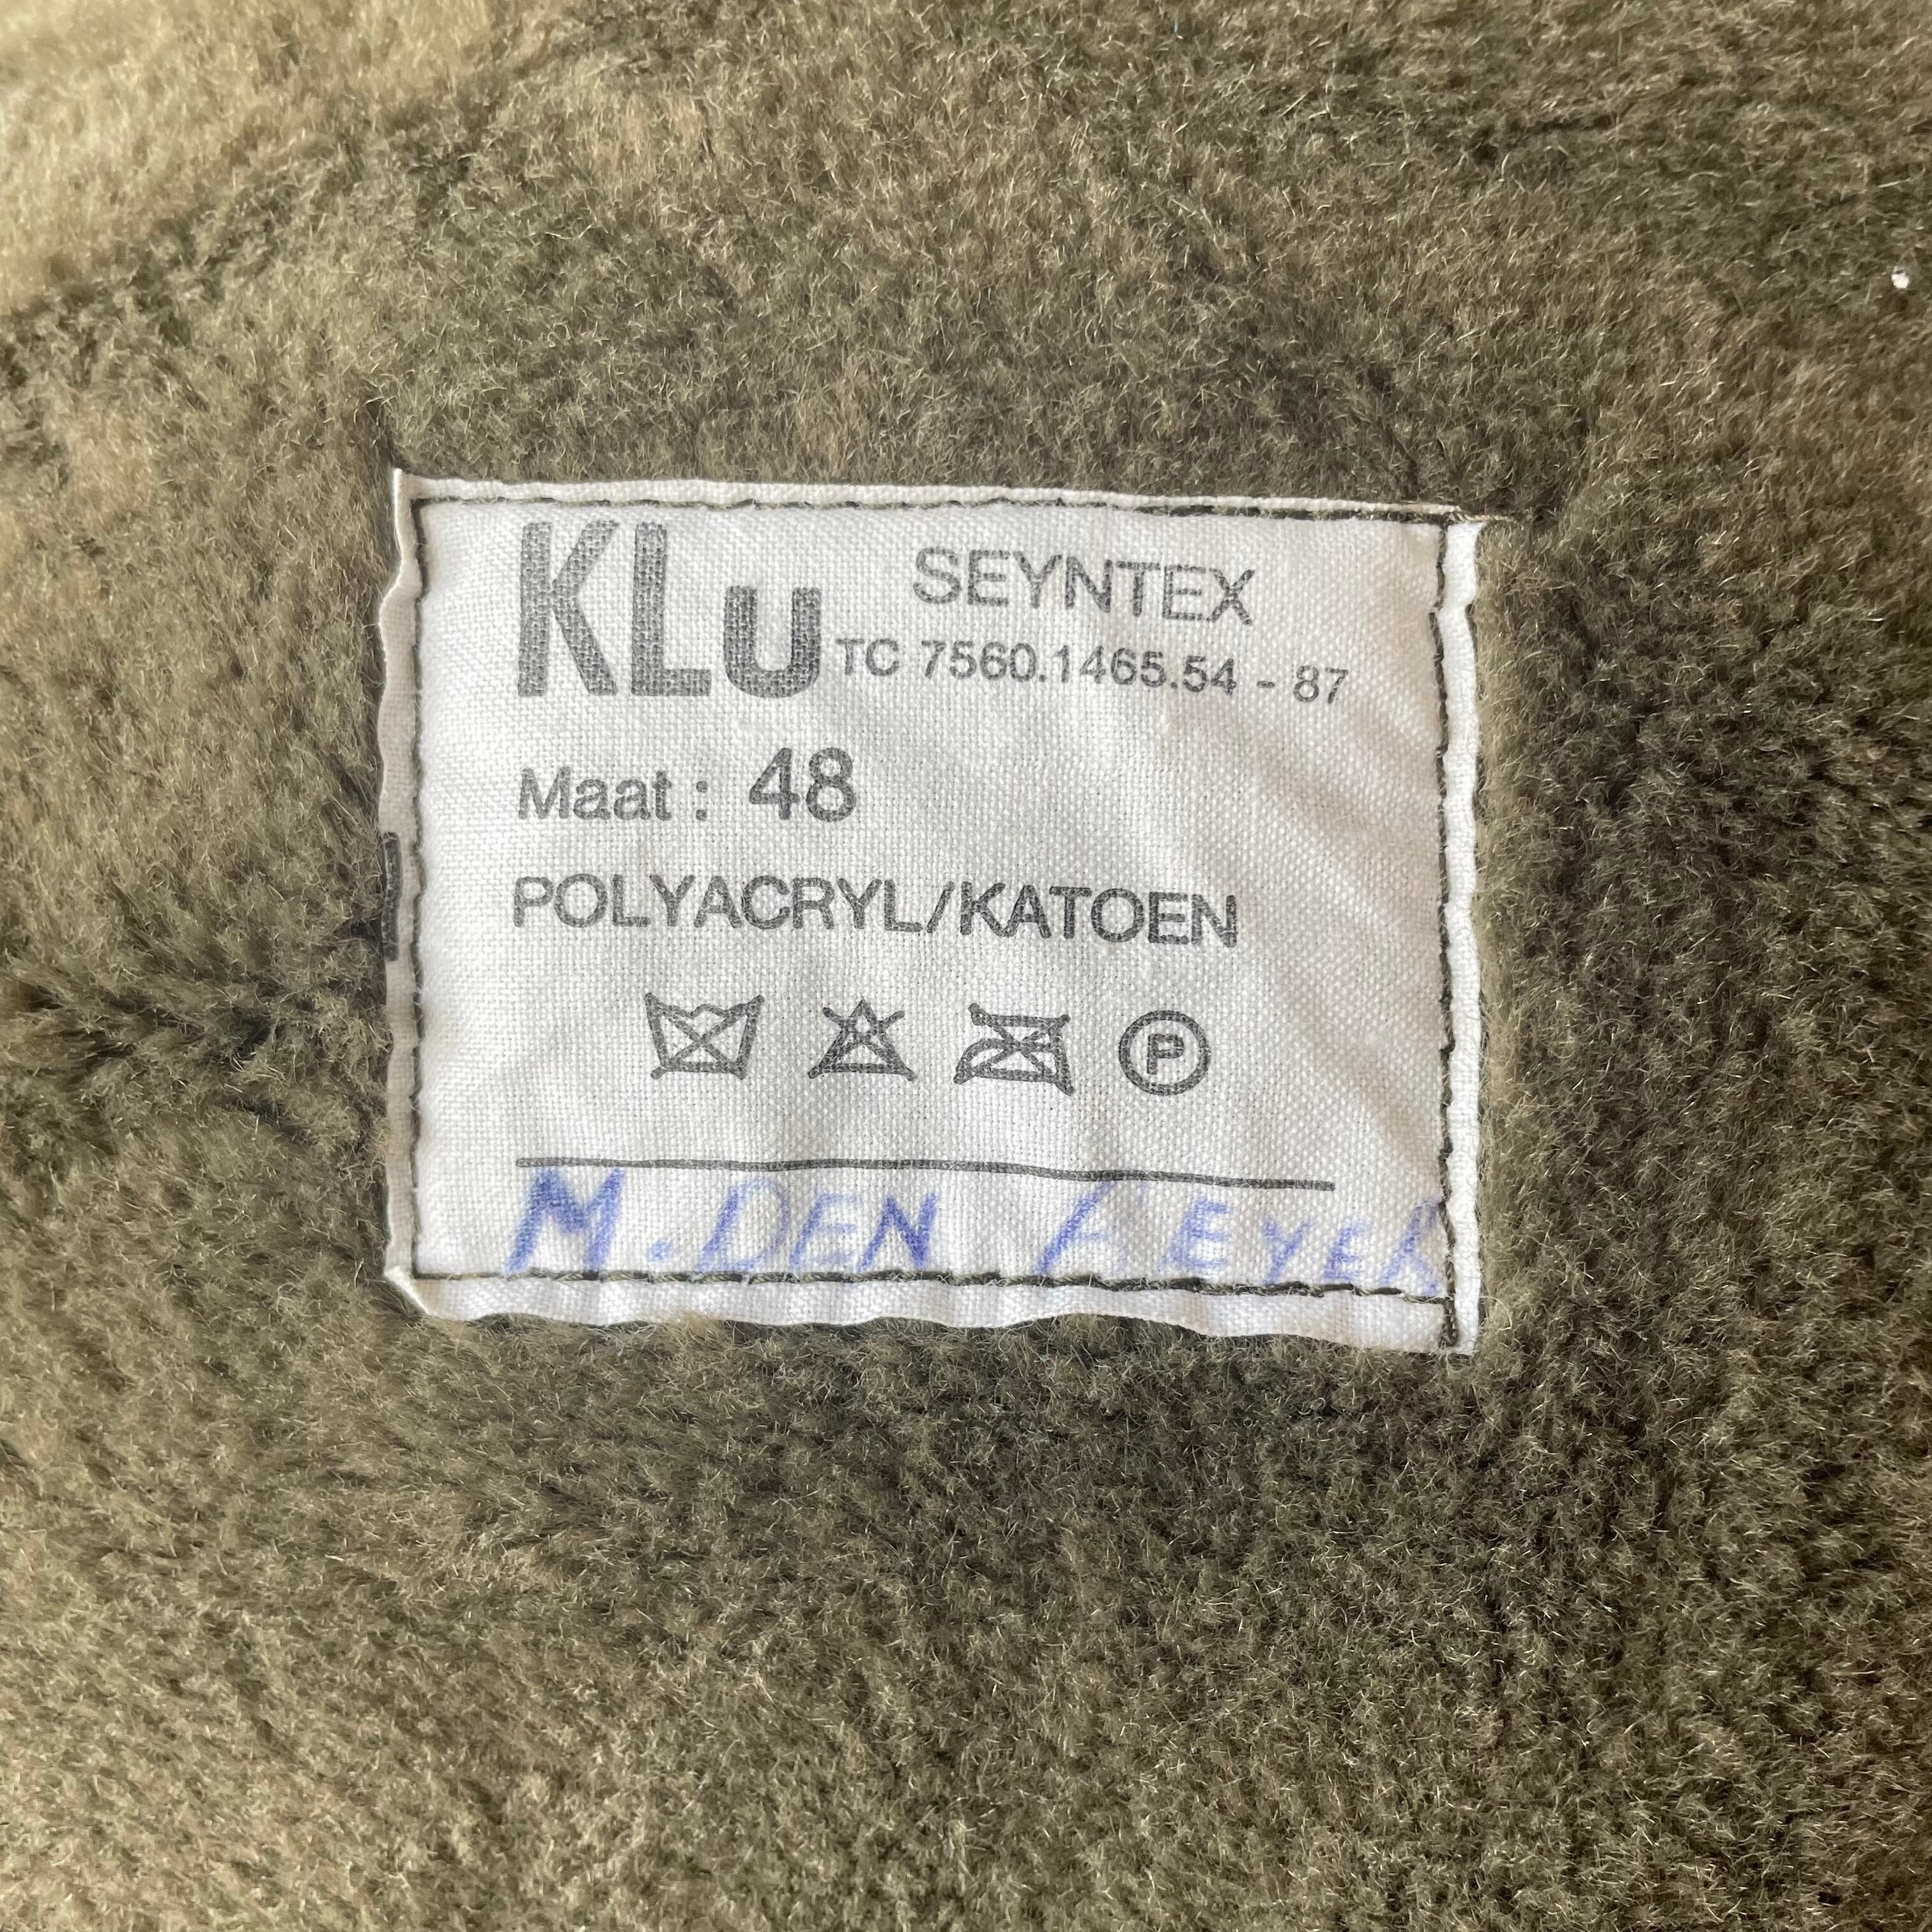 KLu SEYNTEX
TC 7560.1465.54 - 87
Maat : 48
POLYACRYL/KATOEN
P
M.DEN